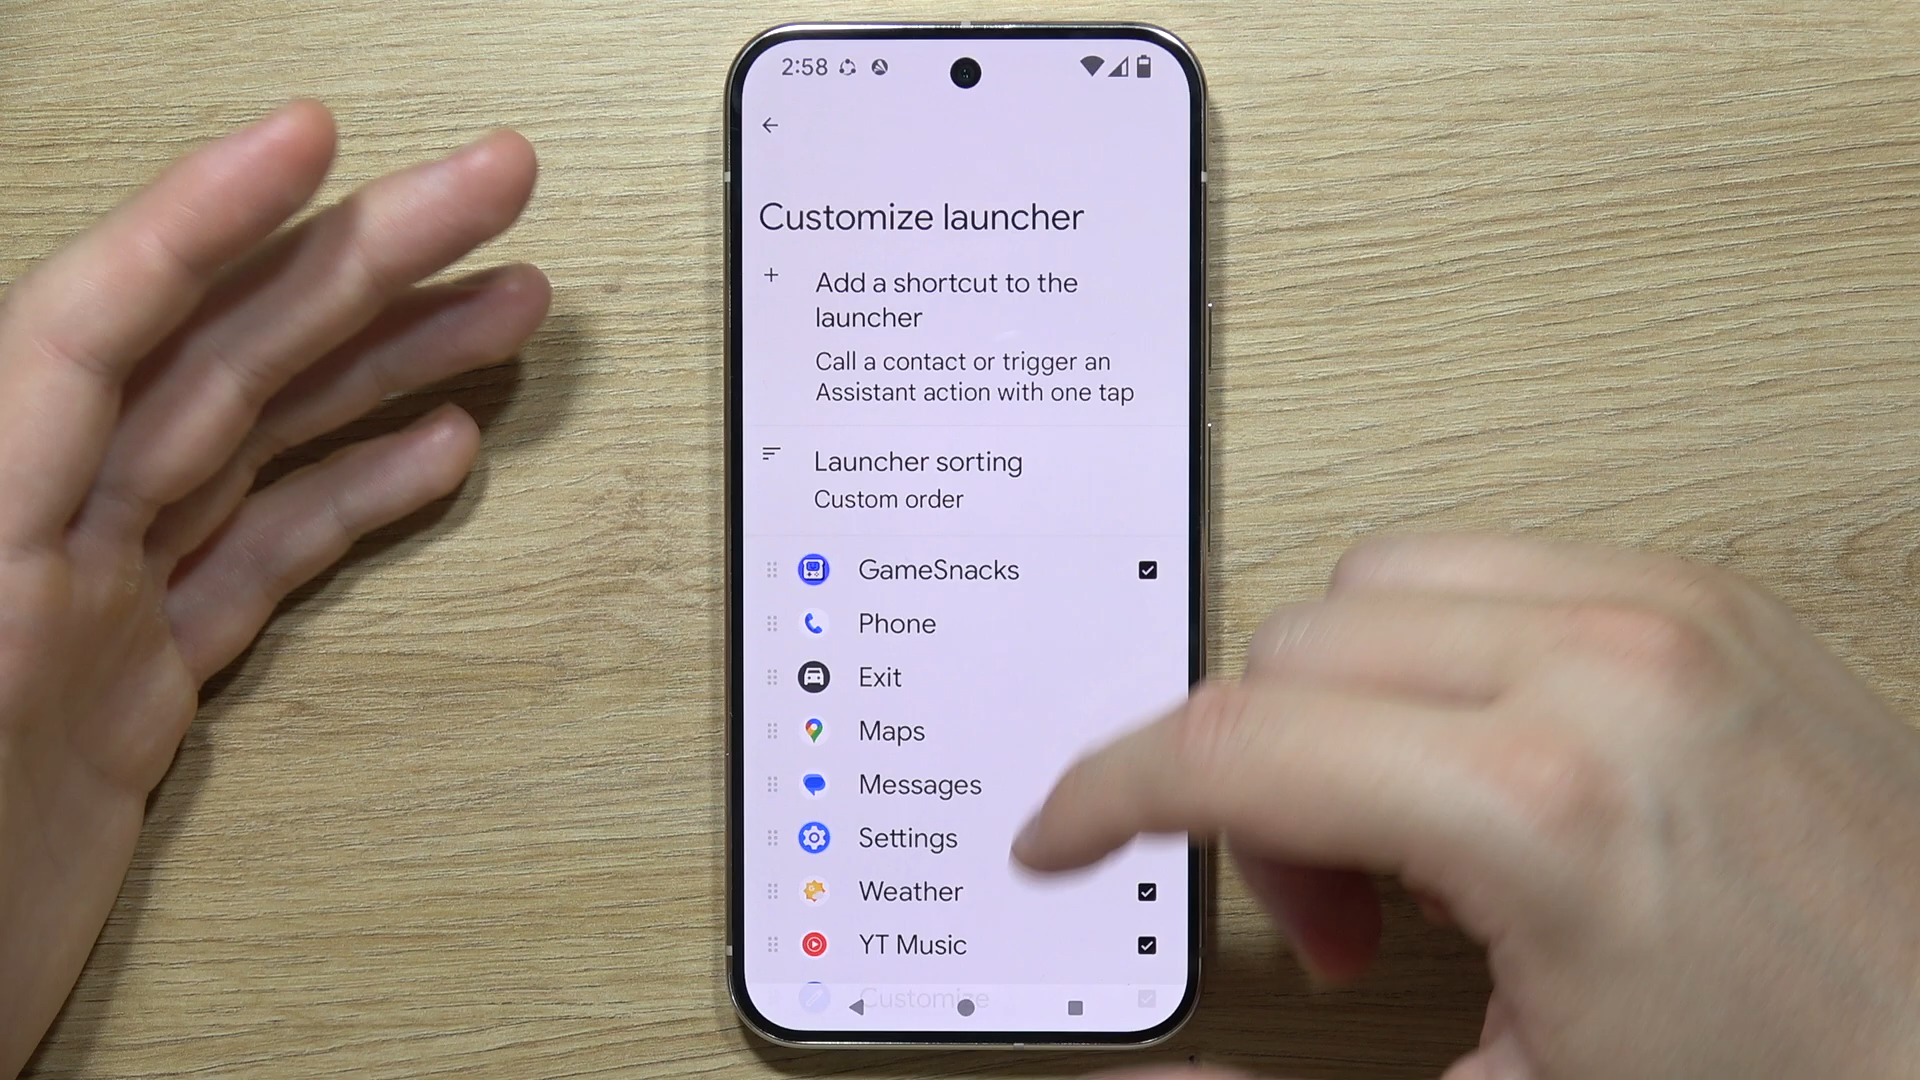 2:58
Customize launcher
Add a shortcut to the
launcher
Call a contact or trigger an
Assistant action with one tap
Launcher sorting
Custom order
GameSnacks
Phone
Exit
Maps
Messages
Settings
Weather
YT Music
Customize